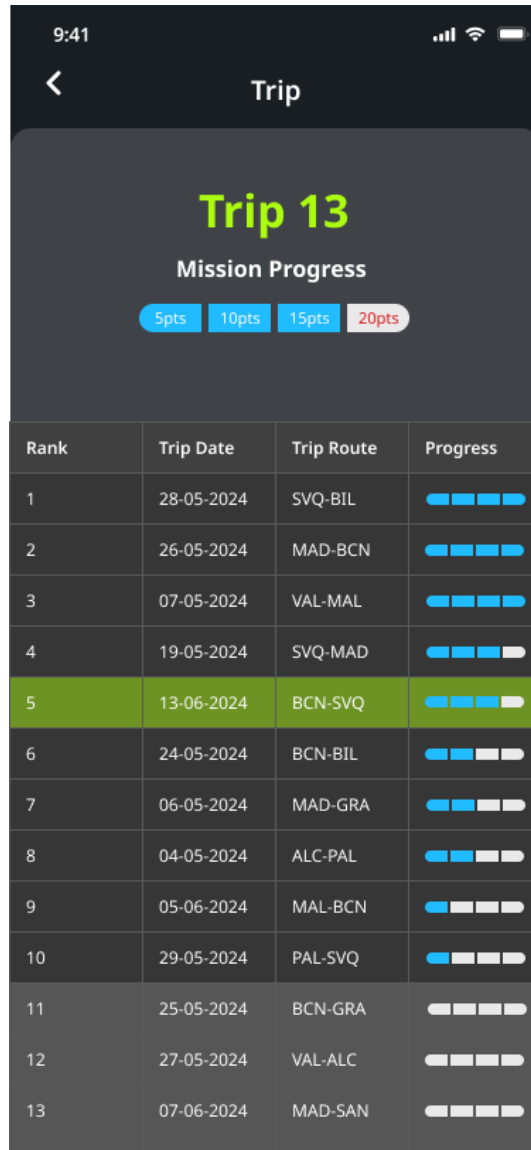 9:41
Trip
Trip 13
Mission Progress
5pts 10pts 15pts 20pts
Rank Trip Date Trip Route Progress
1 28-05-2024 SVQ-BIL
2 26-05-2024 MAD-BCN
3 07-05-2024 VAL-MAL
4 19-05-2024 SVQ-MAD
5 13-06-2024 BCN-SVQ
6 24-05-2024 BCN-BIL
7 06-05-2024 MAD-GRA
8 04-05-2024 ALC-PAL
9 05-06-2024 MAL-BCN
10 29-05-2024 PAL-SVQ
11 25-05-2024 BCN-GRA
12 27-05-2024 VAL-ALC
13 07-06-2024 MAD-SAN